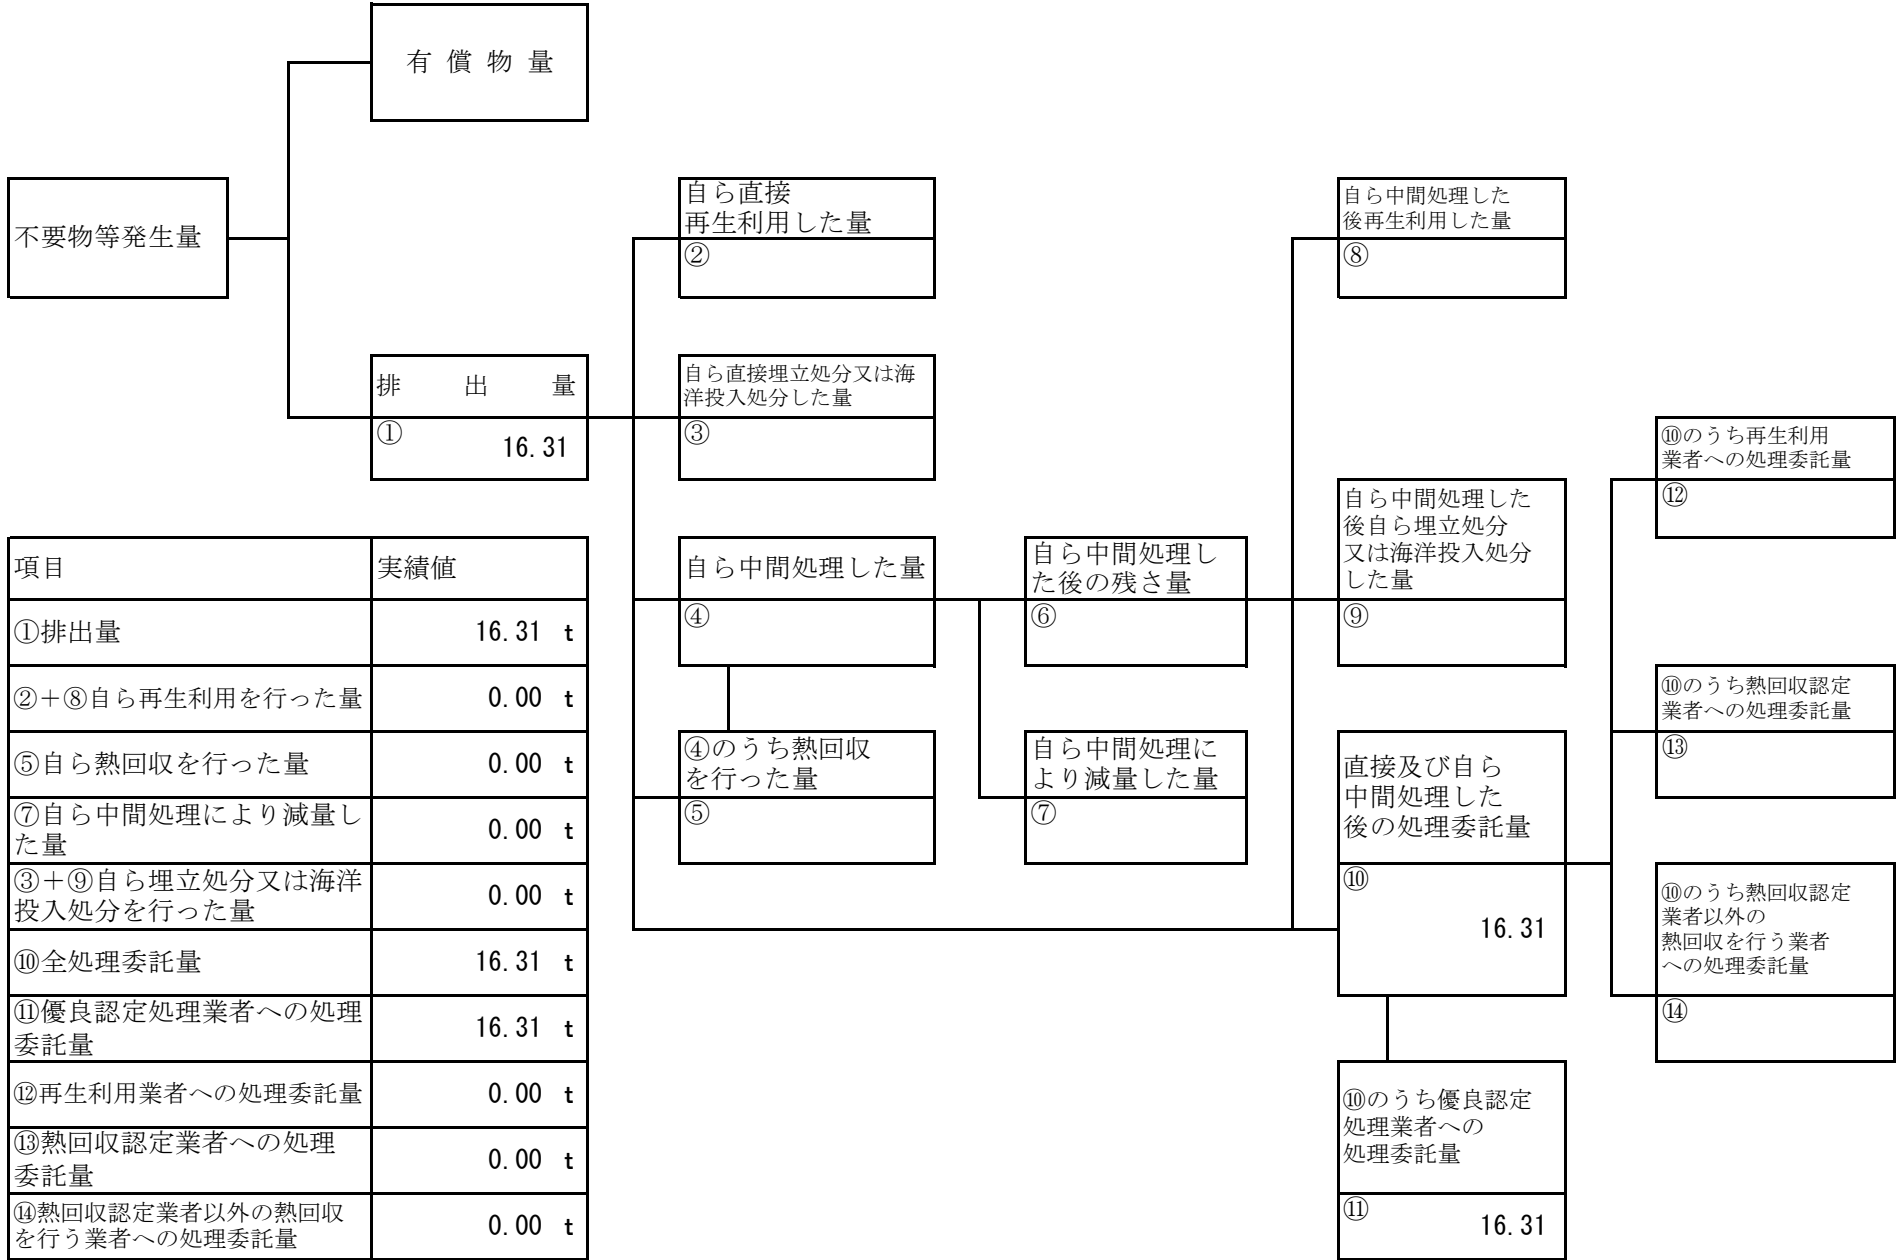 有償物量
不要物等発生量
自ら直接
再生利用した量
②
自ら中間処理した
後再生利用した量
⑧
排出量
① 16.31
自ら直接埋立処分又は海
洋投入処分した量
③
⑩のうち再生利用
業者への処理委託量
⑫
自ら中間処理した
後自ら埋立処分
又は海洋投入処分
した量
⑨
自ら中間処理した量
④
自ら中間処理し
た後の残さ量
⑥
④のうち熱回収
を行った量
⑤
自ら中間処理に
より減量した量
⑦
⑩のうち熱回収認定
業者への処理委託量
⑬
直接及び自ら
中間処理した
後の処理委託量
⑩
16.31
⑩のうち熱回収認定
業者以外の
熱回収を行う業者
への処理委託量
⑭
⑩のうち優良認定
処理業者への
処理委託量
⑪ 16.31
項目 実績値
①排出量 16.31 t
②＋⑧自ら再生利用を行った量 0.00 t
⑤自ら熱回収を行った量 0.00 t
⑦自ら中間処理により減量し
た量 0.00 t
③＋⑨自ら埋立処分又は海洋
投入処分を行った量 0.00 t
⑩全処理委託量 16.31 t
⑪優良認定処理業者への処理
委託量 16.31 t
⑫再生利用業者への処理委託量 0.00 t
⑬熱回収認定業者への処理
委託量 0.00 t
⑭熱回収認定業者以外の熱回収
を行う業者への処理委託量 0.00 t